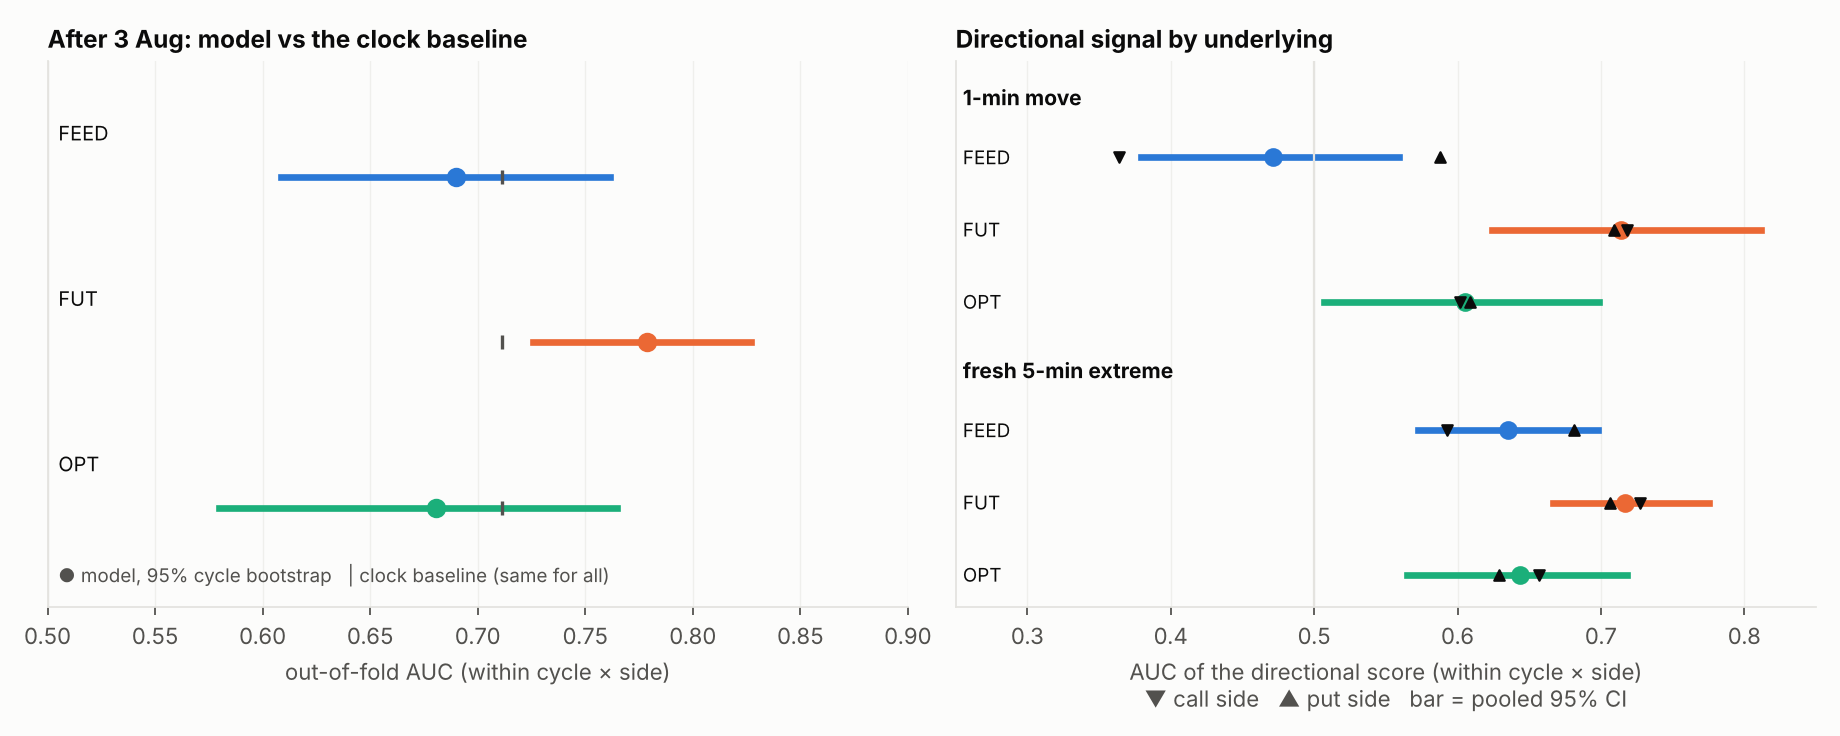 After 3 Aug: model vs the clock baseline
FEED
FUT
OPT
model, 95% cycle bootstrap
clock baseline (same for all)
0.50 0.55 0.60 0.65 0.70 0.75 0.80 0.85 0.90
out-of-fold AUC (within cycle × side)
Directional signal by underlying
1-min move
FEED
FUT
OPT
fresh 5-min extreme
FEED
FUT
OPT
0.3 0.4 0.5 0.6 0.7 0.8
AUC of the directional score (within cycle × side)
▼ call side ▲ put side bar = pooled 95% CI